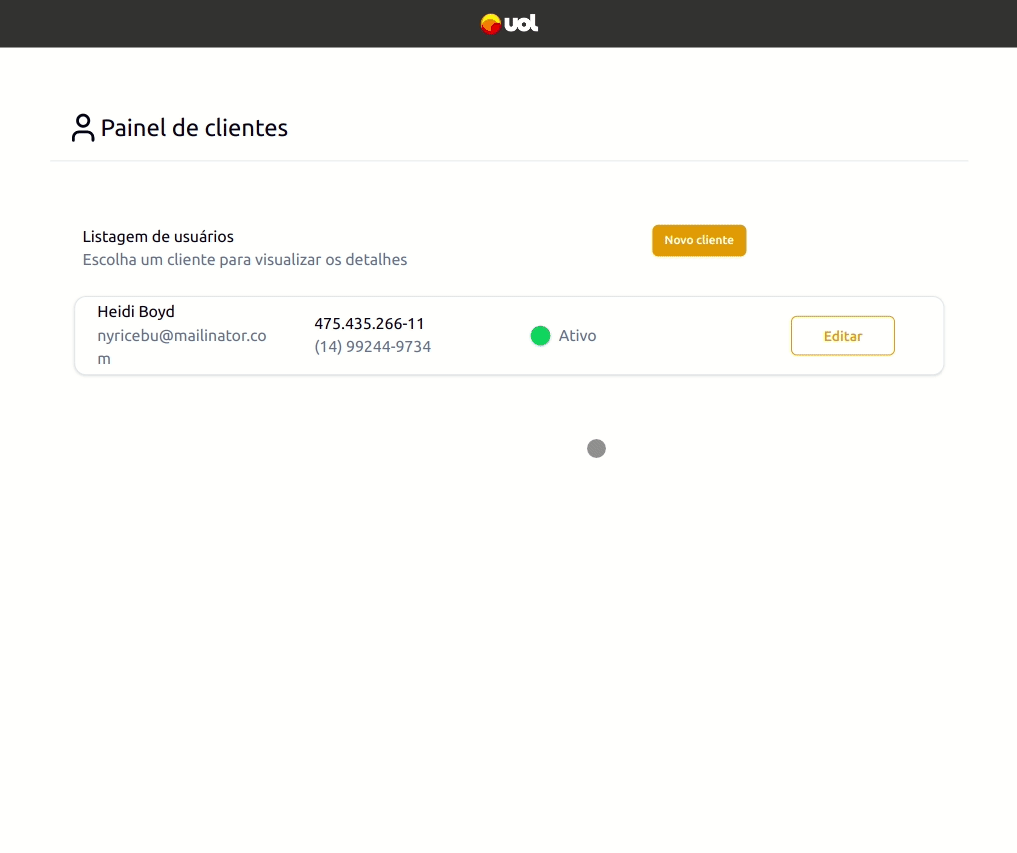 uol
Painel de clientes
Listagem de usuários
Novo cliente
Escolha um cliente para visualizar os detalhes
Heidi Boyd
nyricebu@mailinator.co
m
475.435.266-11
(14) 99244-9734
Ativo
Editar